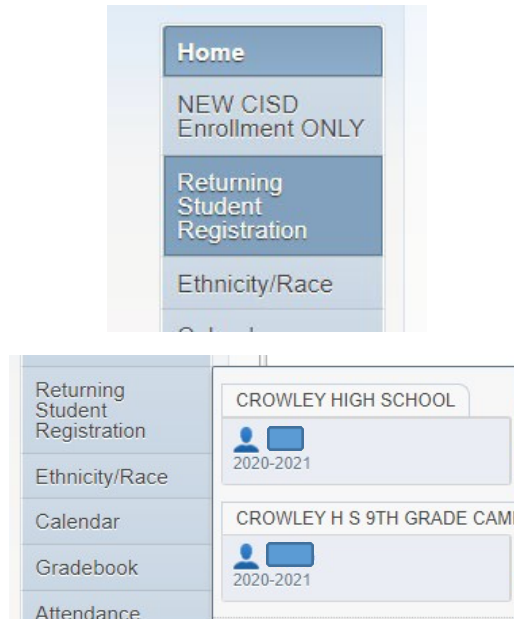 Home
NEW CISD
Enrollment ONLY
Returning
Student
Registration
Ethnicity/Race
Returning
Student
Registration
Ethnicity/Race
Calendar
Gradebook
Attendance
CROWLEY HIGH SCHOOL
2020-2021
CROWLEY H S 9TH GRADE CAM
2020-2021